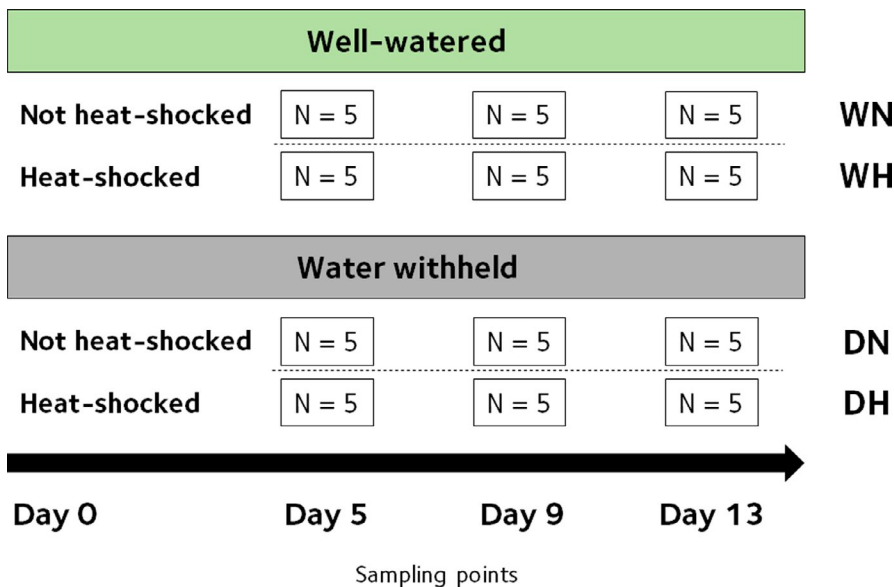 Well-watered
Not heat-shocked N = 5 N = 5 N = 5 WN
Heat-shocked N = 5 N = 5 N = 5 WH
Water withheld
Not heat-shocked N = 5 N = 5 N = 5 DN
Heat-shocked N = 5 N = 5 N = 5 DH
Day 0 Day 5 Day 9 Day 13
Sampling points